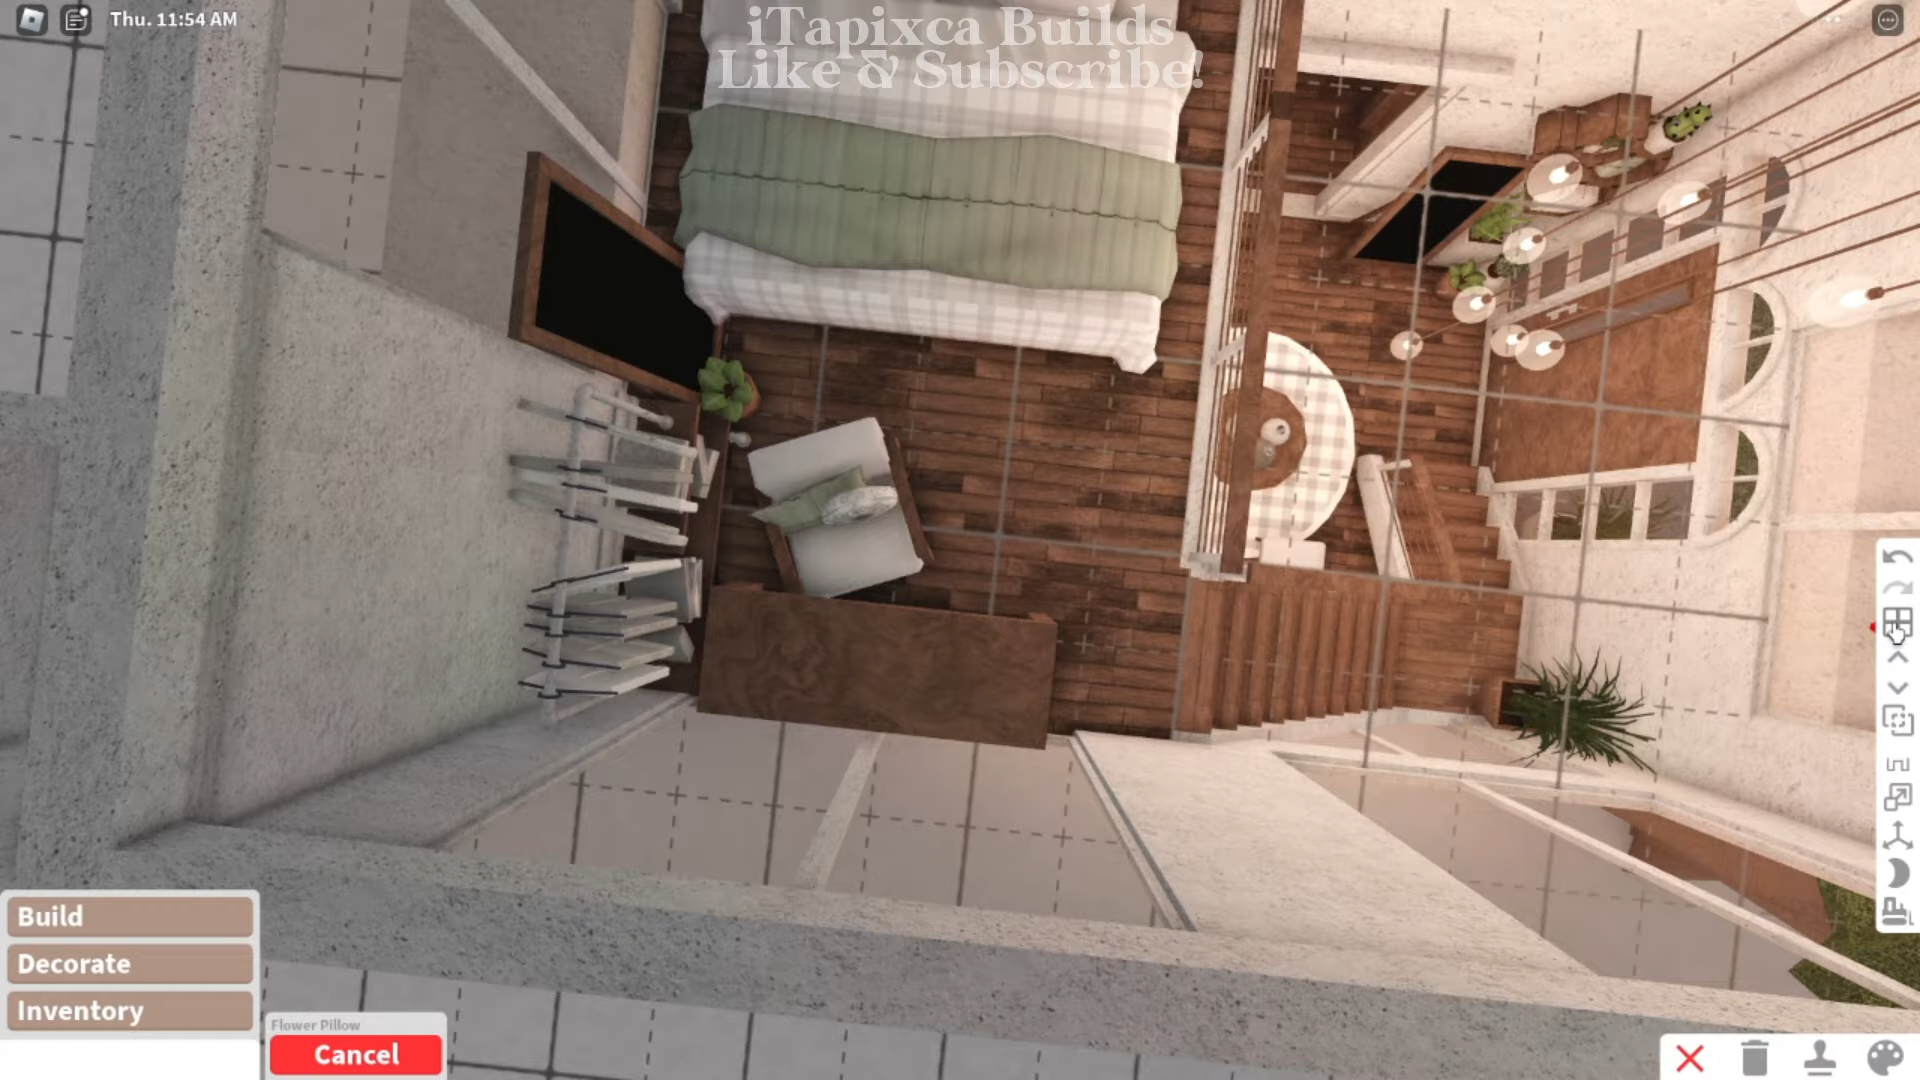 Thu. 11:54 AM
iTapixca Builds
Like & Subscribe!
Build
Decorate
Inventory
Flower Pillow
Cancel